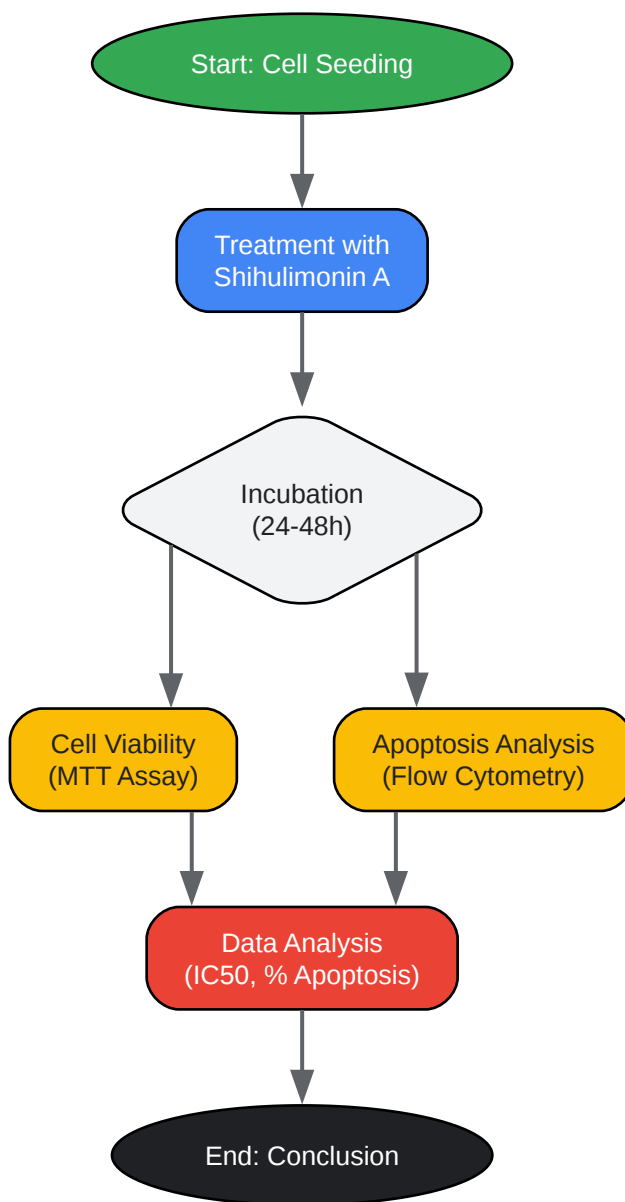 Start: Cell Seeding
Treatment with
Shihulimonin A
Incubation
(24-48h)
Cell Viability
(MTT Assay)
Apoptosis Analysis
(Flow Cytometry)
Data Analysis
(IC50, % Apoptosis)
End: Conclusion